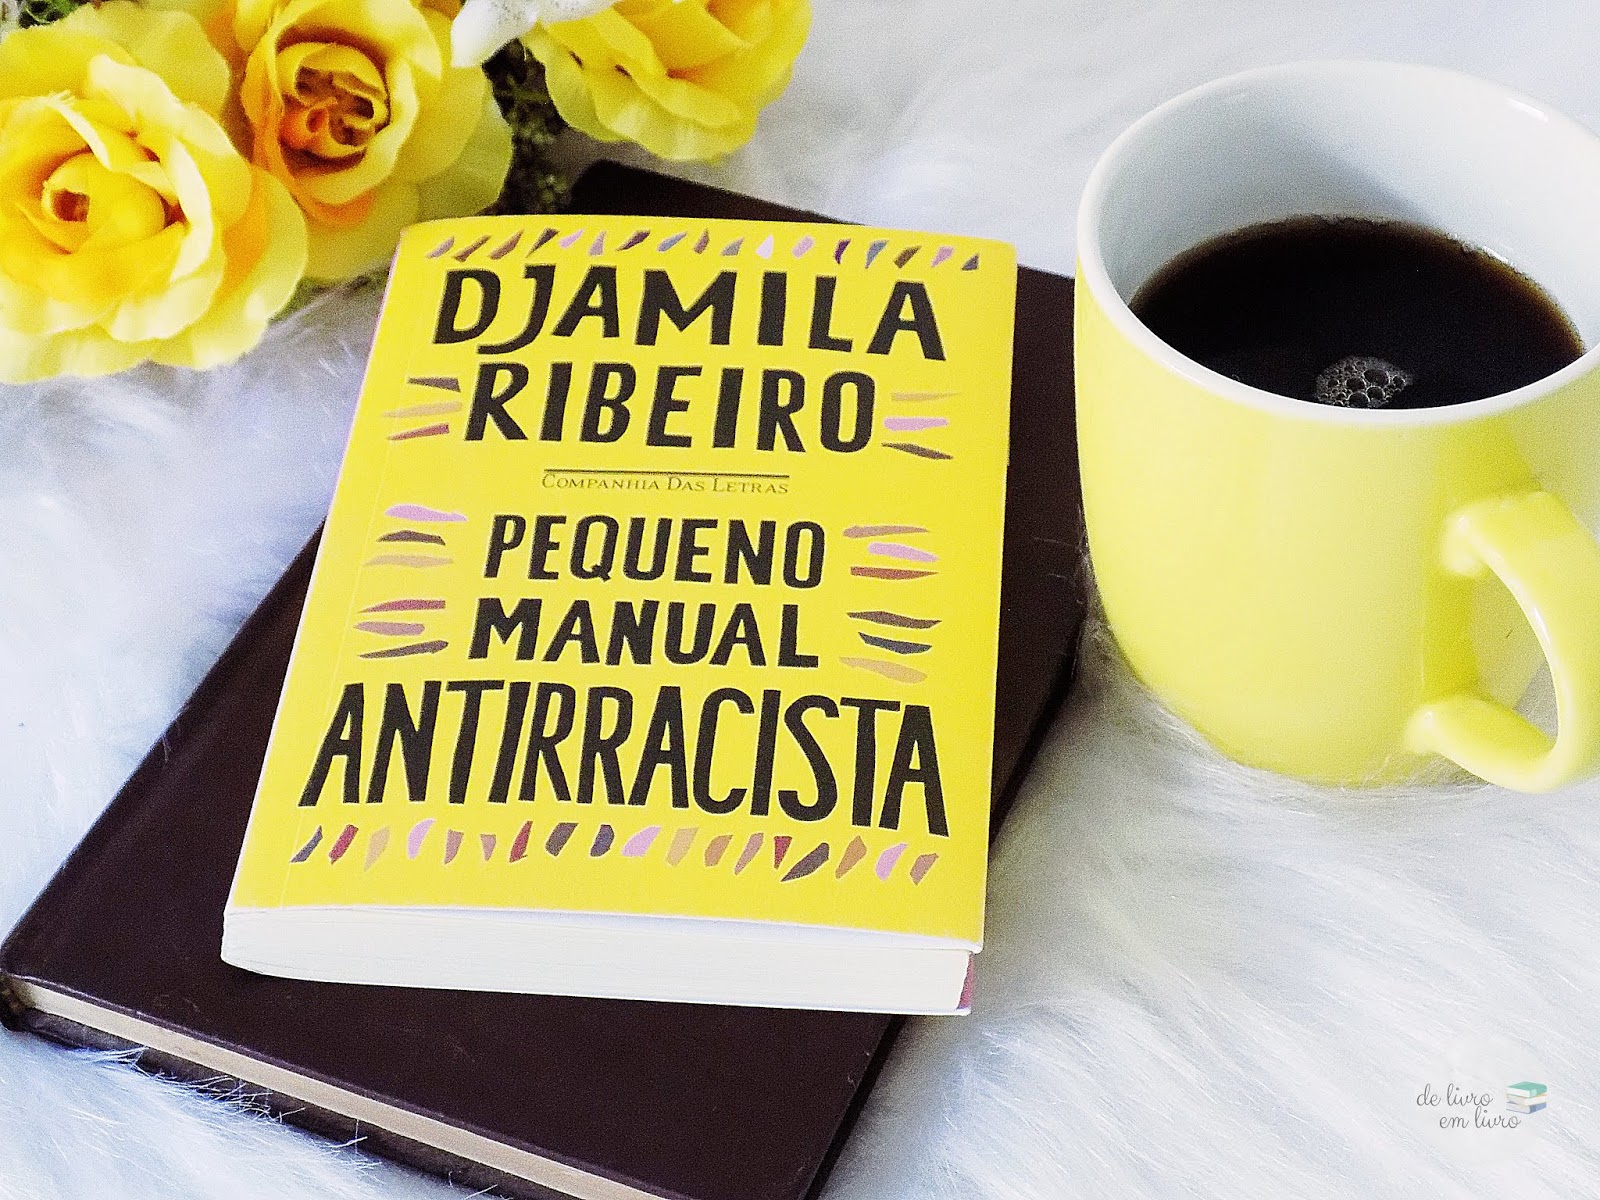 DJAMILA
RIBEIRO
COMPANHIA DAS LETRAS
PEQUENO
MANUAL
ANTIRRACISTA
de livro
em livro